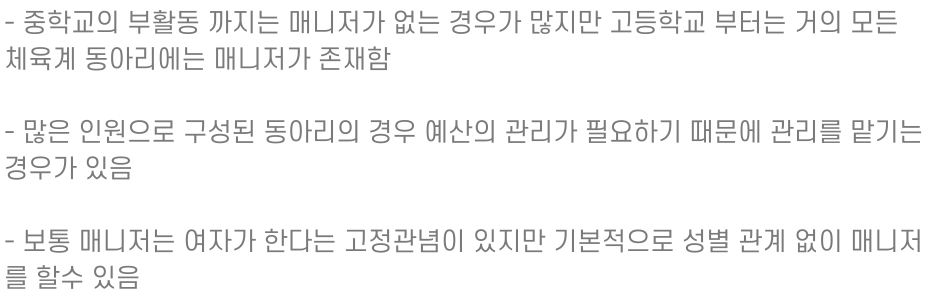 - 중학교의 부활동 까지는 매니저가 없는 경우가 많지만 고등학교 부터는 거의 모든
체육계 동아리에는 매니저가 존재함
- 많은 인원으로 구성된 동아리의 경우 예산의 관리가 필요하기 때문에 관리를 맡기는
경우가 있음
- 보통 매니저는 여자가 한다는 고정관념이 있지만 기본적으로 성별 관계 없이 매니저
를 할수 있음